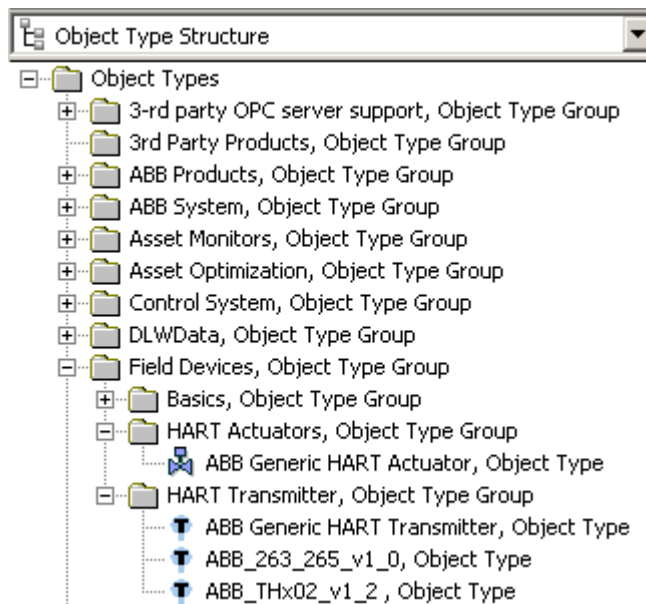 Object Type Structure
Object Types
3-rd party OPC server support, Object Type Group
3rd Party Products, Object Type Group
ABB Products, Object Type Group
ABB System, Object Type Group
Asset Monitors, Object Type Group
Asset Optimization, Object Type Group
Control System, Object Type Group
DLWData, Object Type Group
Field Devices, Object Type Group
Basics, Object Type Group
HART Actuators, Object Type Group
ABB Generic HART Actuator, Object Type
HART Transmitter, Object Type Group
ABB Generic HART Transmitter, Object Type
ABB_263_265_v1_0, Object Type
ABB_THx02_v1_2 , Object Type